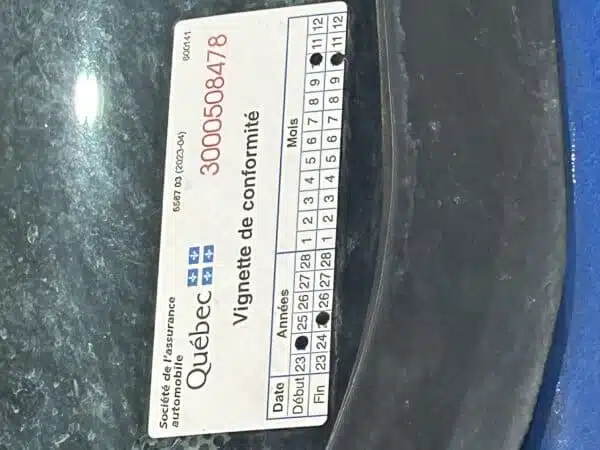 Société de l'assurance
automobile
6567 03 (2023-04)
600141
Québec
3000508478
Vignette de conformité
Date Années Mois
Début 23 25 26 27 28 1 2 3 4 5 6 7 8 9 11 12
Fin 23 24 26 27 28 1 2 3 4 5 6 7 8 9 11 12